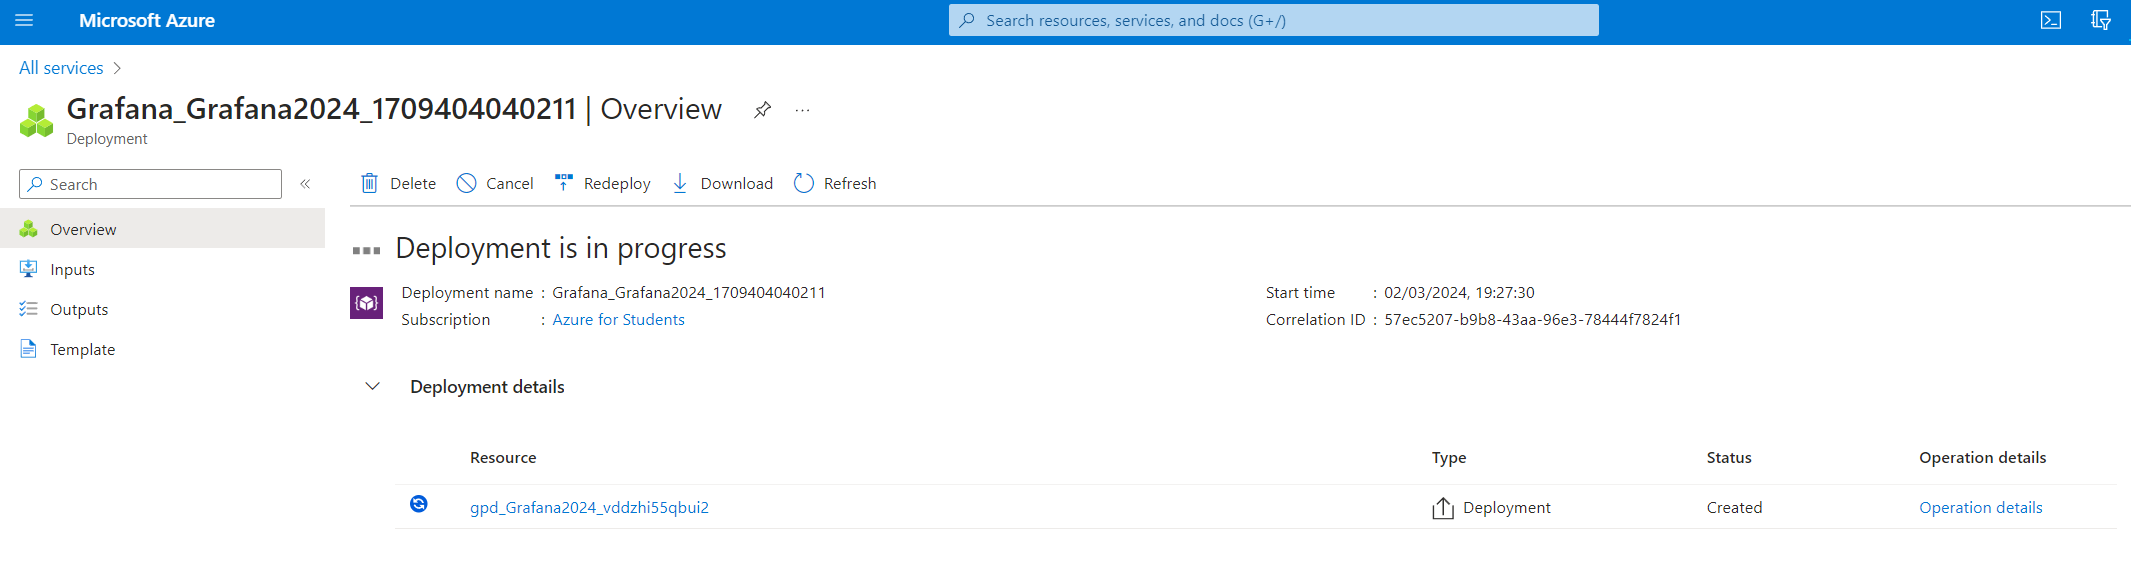 Microsoft Azure
Search resources, services, and docs (G+/)
All services
Grafana_Grafana2024_1709404040211 | Overview
Deployment
Search
Delete Cancel Redeploy Download Refresh
Overview
Inputs
Outputs
Template
Deployment is in progress
Deployment name : Grafana_Grafana2024_1709404040211
Subscription : Azure for Students
Start time : 02/03/2024, 19:27:30
Correlation ID : 57ec5207-b9b8-43aa-96e3-78444f7824f1
Deployment details
Resource Type Status Operation details
gpd_Grafana2024_vddzhi55qbui2 Deployment Created Operation details